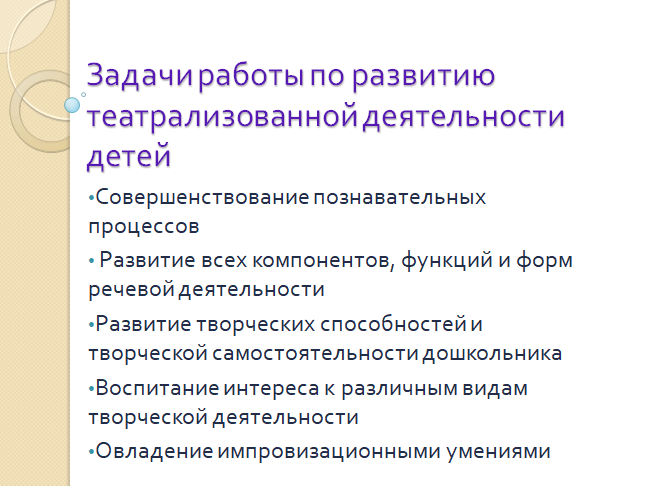 Задачи работы по развитию
театрализованной деятельности
детей
•Совершенствование познавательных
процессов
• Развитие всех компонентов, функций и форм
речевой деятельности
•Развитие творческих способностей и
творческой самостоятельности дошкольника
•Воспитание интереса к различным видам
творческой деятельности
•Овладение импровизационными умениями